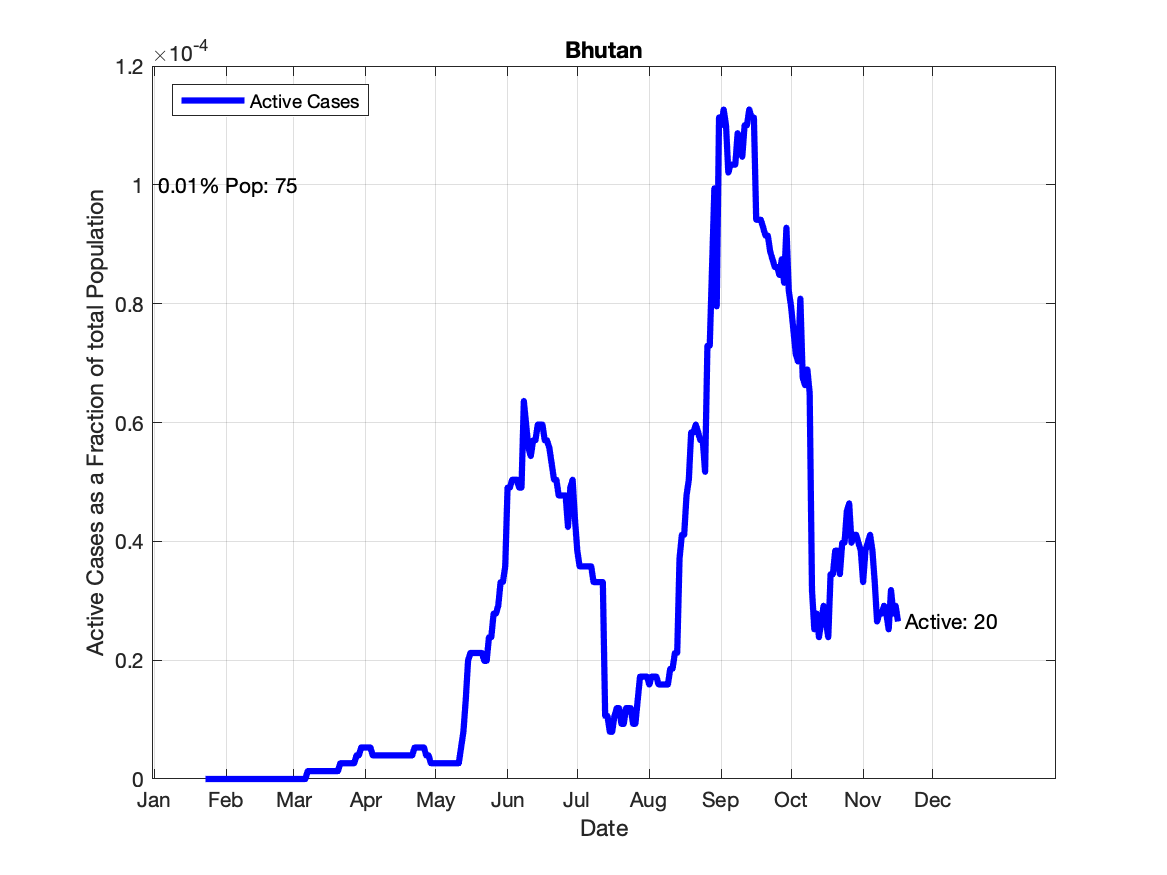 Bhutan
×10-4
1.2
Active Cases
1
0.01% Pop: 75
0.8
0.6
0.4
0.2
0
Active: 20
Jan Feb Mar Apr May Jun Jul Aug Sep Oct Nov Dec
Date
Active Cases as a Fraction of total Population